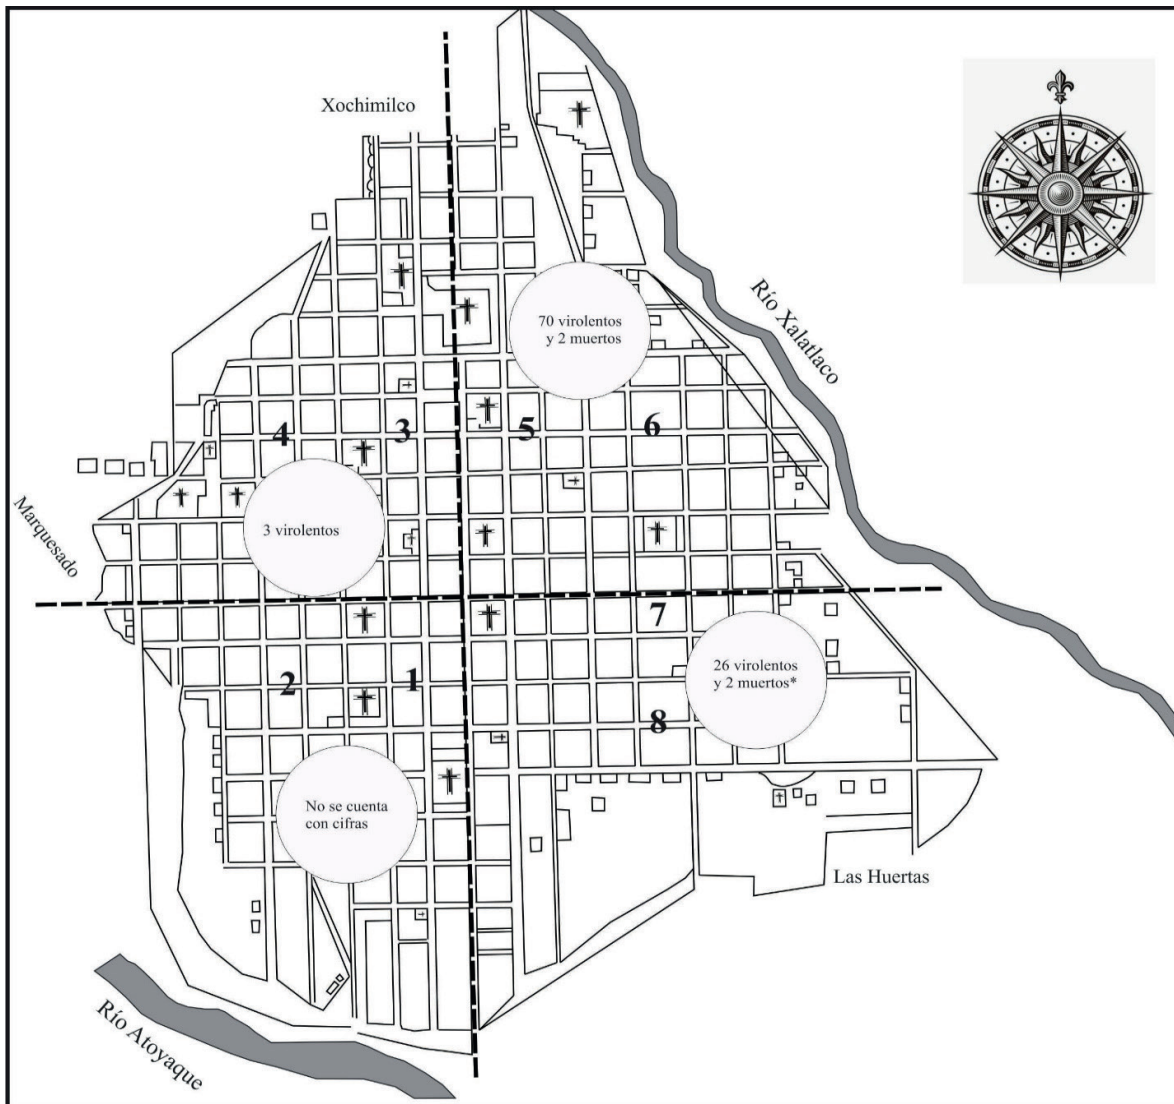 Xochimilco
Río Xalatlaco
70 virolentos
y 2 muertos
4
3
5
6
3 virolentos
Marquesado
7
2
1
26 virolentos
y 2 muertos*
8
No se cuenta
con cifras
Las Huertas
Río Atoyaque